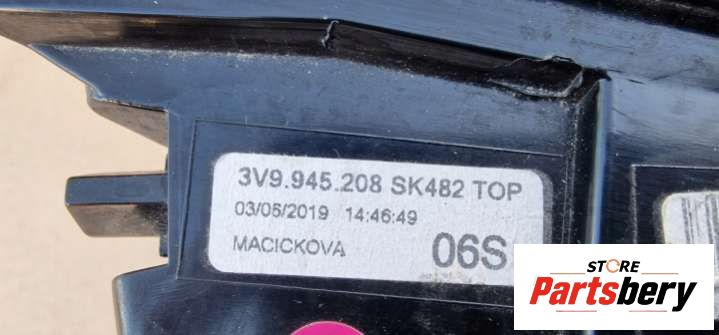 3V9.945.208 SK482 TOP
03/05/2019 14:46:49
MACICKOVA 06S
STORE
Partsbery